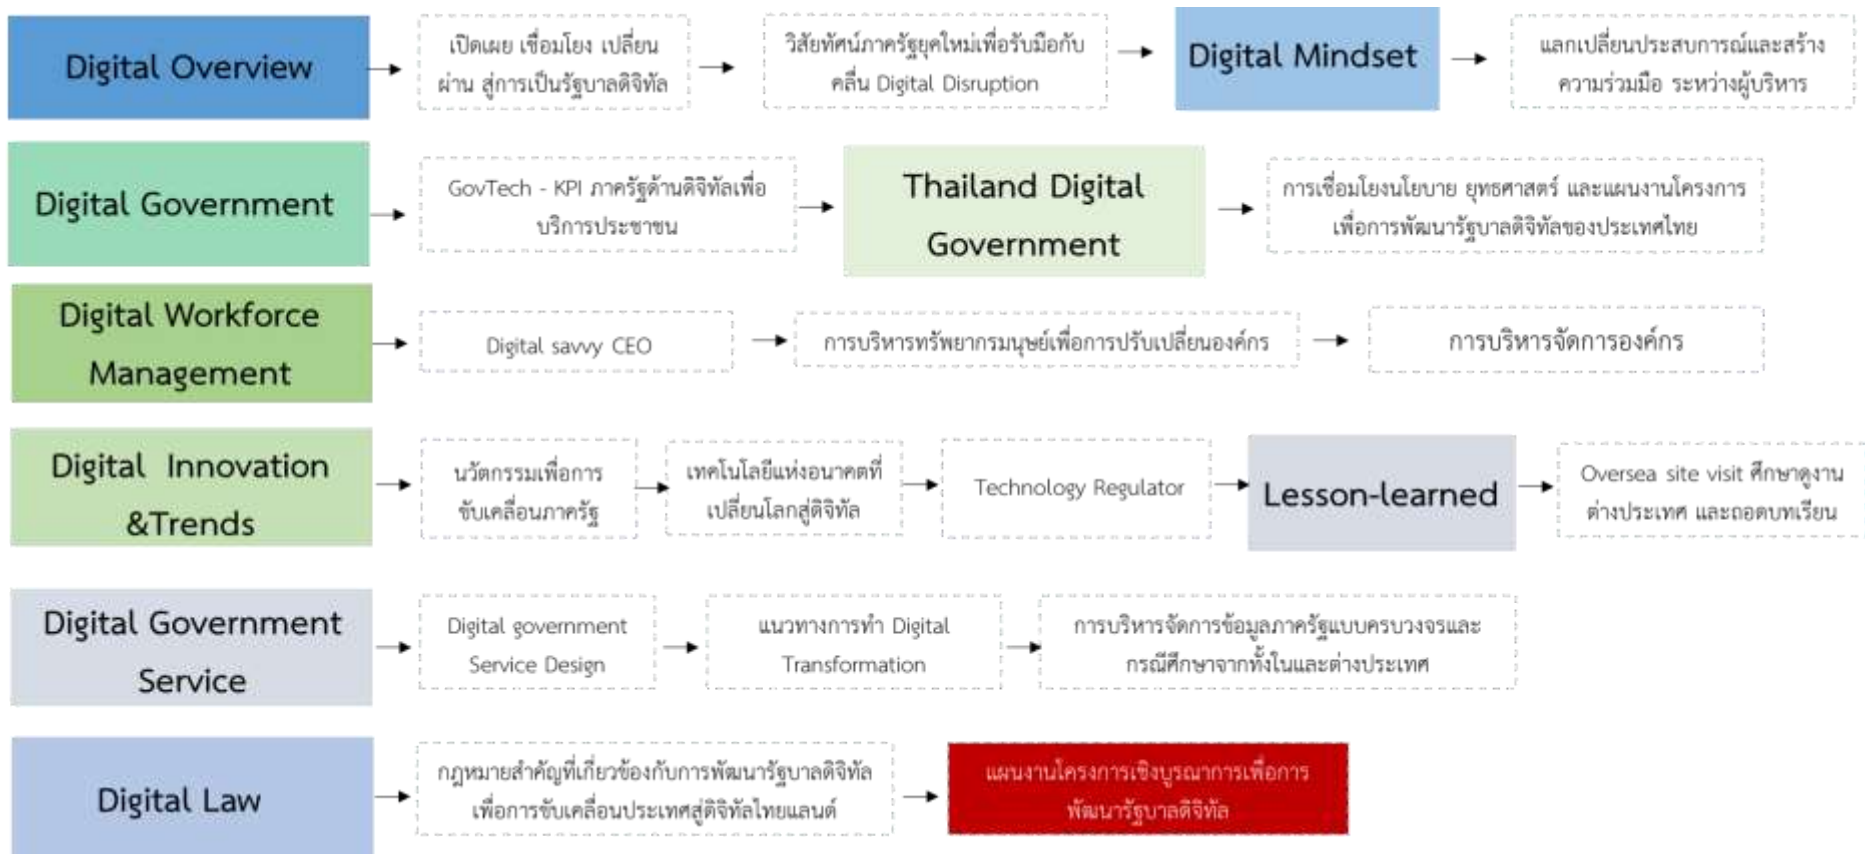 Digital Overview
เปิดเผย เชื่อมโยง เปลี่ยน
ผ่าน สู่การเป็นรัฐบาลดิจิทัล
วิสัยทัศน์ภาครัฐยุคใหม่เพื่อรับมือกับ
คลื่น Digital Disruption
Digital Mindset
แลกเปลี่ยนประสบการณ์และสร้าง
ความร่วมมือ ระหว่างผู้บริหาร
Digital Government
GovTech - KPI ภาครัฐด้านดิจิทัลเพื่อ
บริการประชาชน
Thailand Digital
Government
การเชื่อมโยงนโยบาย ยุทธศาสตร์ และแผนงานโครงการ
เพื่อการพัฒนารัฐบาลดิจิทัลของประเทศไทย
Digital Workforce
Management
Digital savvy CEO
การบริหารทรัพยากรมนุษย์เพื่อการปรับเปลี่ยนองค์กร
การบริหารจัดการองค์กร
Digital Innovation
&Trends
นวัตกรรมเพื่อการ
ขับเคลื่อนภาครัฐ
เทคโนโลยีแห่งอนาคตที่
เปลี่ยนโลกสู่ดิจิทัล
Technology Regulator
Lesson-learned
Oversea site visit ศึกษาดูงาน
ต่างประเทศ และถอดบทเรียน
Digital Government
Service
Digital government
Service Design
แนวทางการทำ Digital
Transformation
การบริหารจัดการข้อมูลภาครัฐแบบครบวงจรและ
กรณีศึกษาจากทั้งในและต่างประเทศ
Digital Law
กฎหมายสำคัญที่เกี่ยวข้องกับการพัฒนารัฐบาลดิจิทัล
เพื่อการขับเคลื่อนประเทศสู่ดิจิทัลไทยแลนด์
แผนงานโครงการเชิงบูรณาการเพื่อการ
พัฒนารัฐบาลดิจิทัล